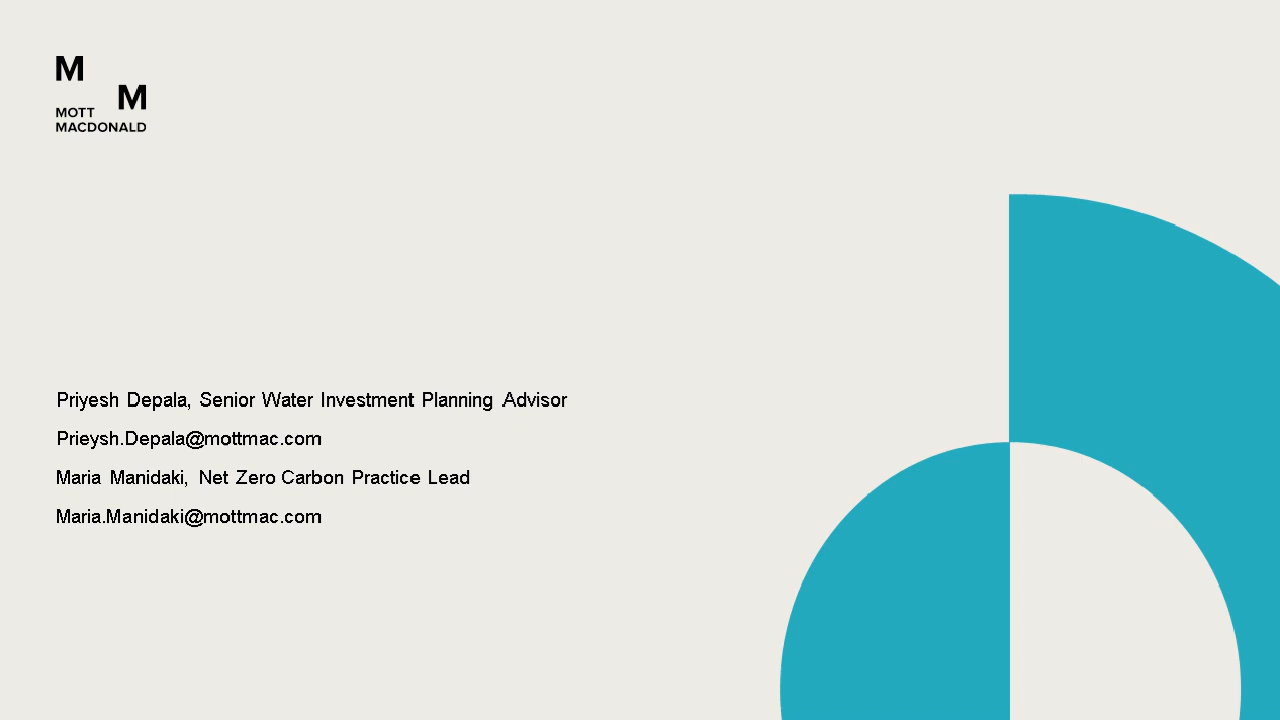 M
M
MOTT
MACDONALD
Priyesh Depala, Senior Water Investment Planning Advisor
Prieysh.Depala@mottmac.com
Maria Manidaki, Net Zero Carbon Practice Lead
Maria.Manidaki@mottmac.com